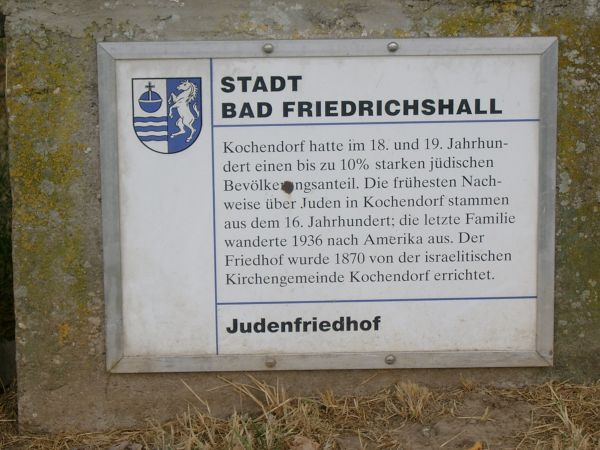 STADT
BAD FRIEDRICHSHALL
Kochendorf hatte im 18. und 19. Jahrhun-
dert einen bis zu 10% starken jüdischen
Bevölkerungsanteil. Die frühesten Nach-
weise über Juden in Kochendorf stammen
aus dem 16. Jahrhundert; die letzte Familie
wanderte 1936 nach Amerika aus. Der
Friedhof wurde 1870 von der israelitischen
Kirchengemeinde Kochendorf errichtet.
Judenfriedhof